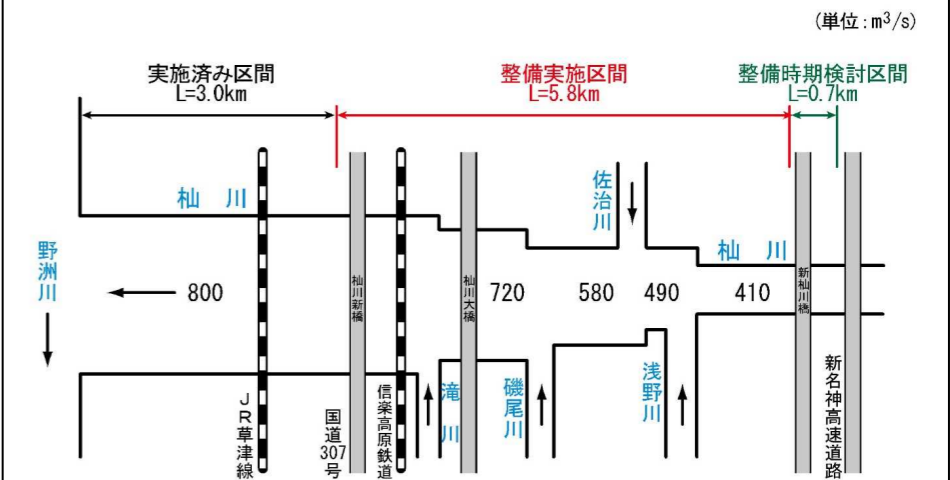 (単位:m³/s)
実施済み区間
L=3.0km
整備実施区間
L=5.8km
整備時期検討区間
L=0.7km
杣 川
佐治川
杣 川
野洲川
800
杣川新橋
杣川大橋
720
580
490
410
新杣川橋
JR草津線
国道307号
信楽高原鉄道
滝川
磯尾川
浅野川
新名神高速道路